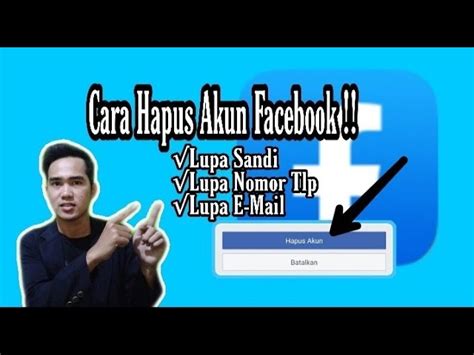 Cara Hapus Akun Facebook !!
√Lupa Sandi
√Lupa Nomor Tlp
√Lupa E-Mail
Hapus Akun
Batalkan